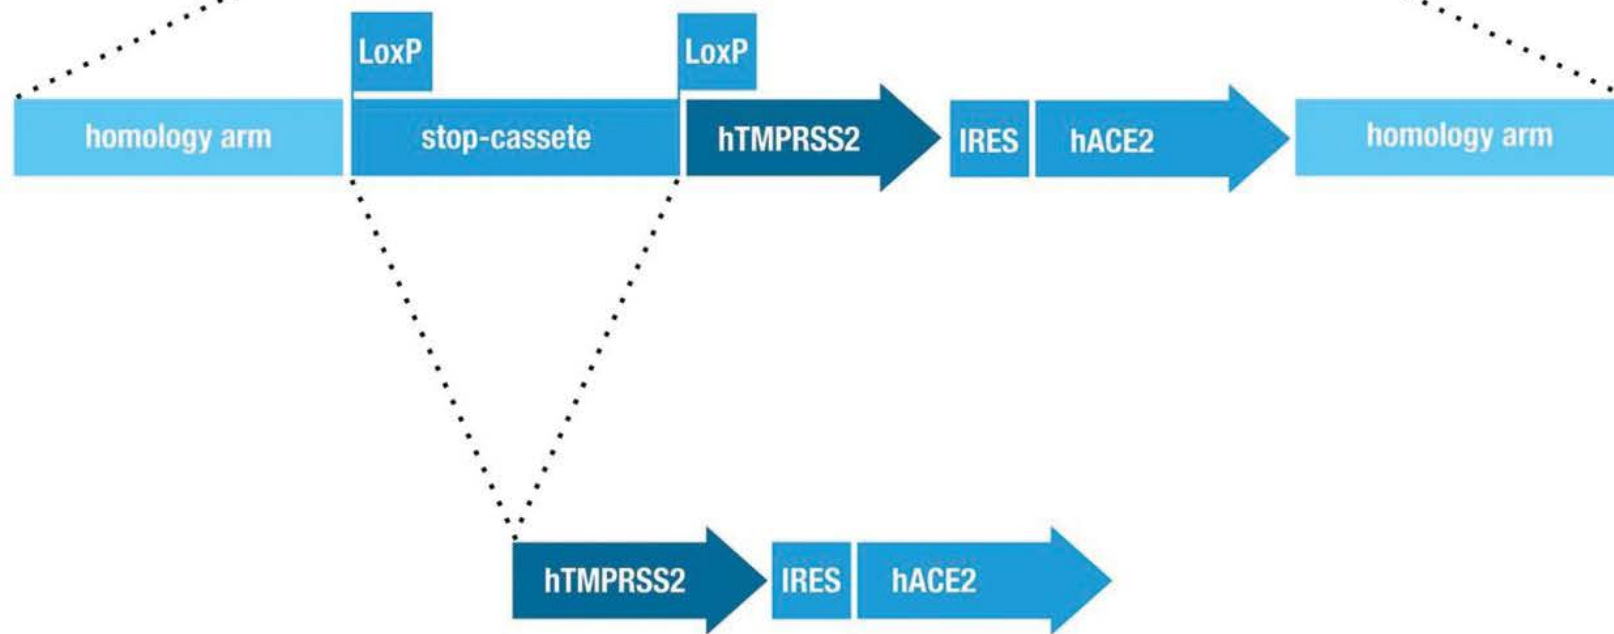 LoxP
LoxP
homology arm
stop-cassete
hTMPRSS2
IRES
hACE2
homology arm
hTMPRSS2
IRES
hACE2